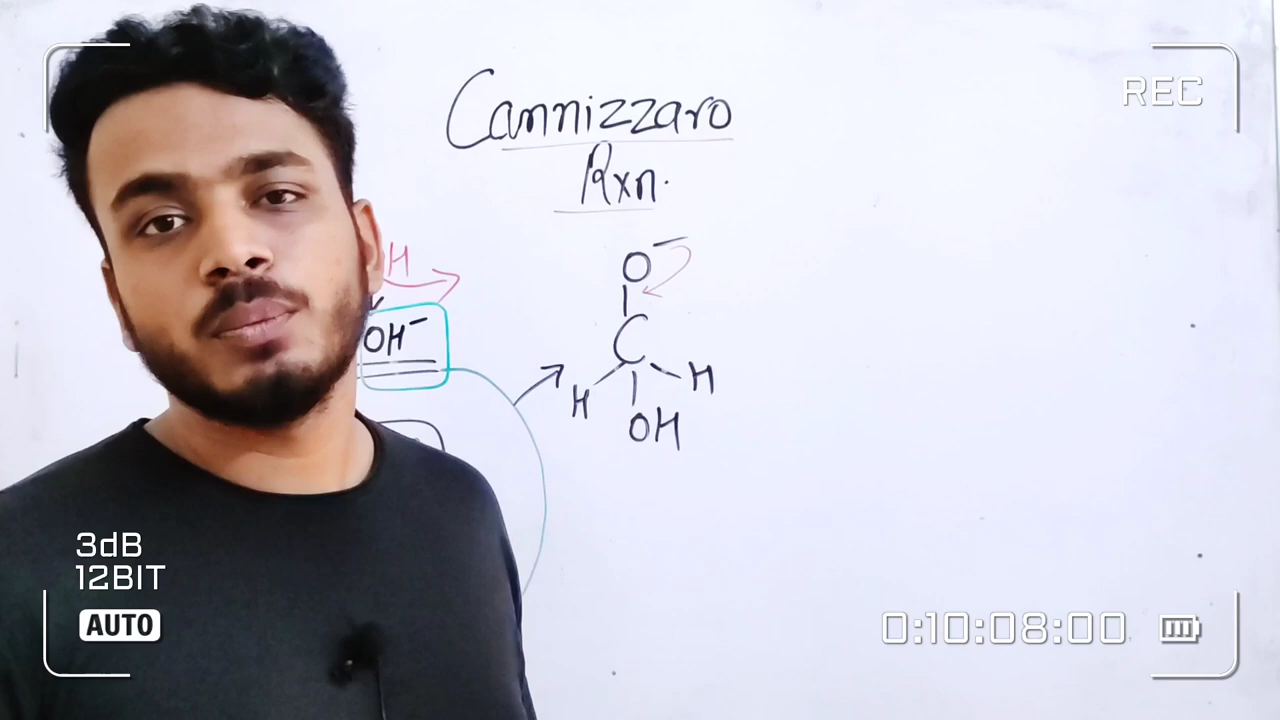 REC
Cannizzaro
Rxn.
H
O⁻
OH⁻
C
H
H
OH
3dB
12BIT
AUTO
0:10:08:00